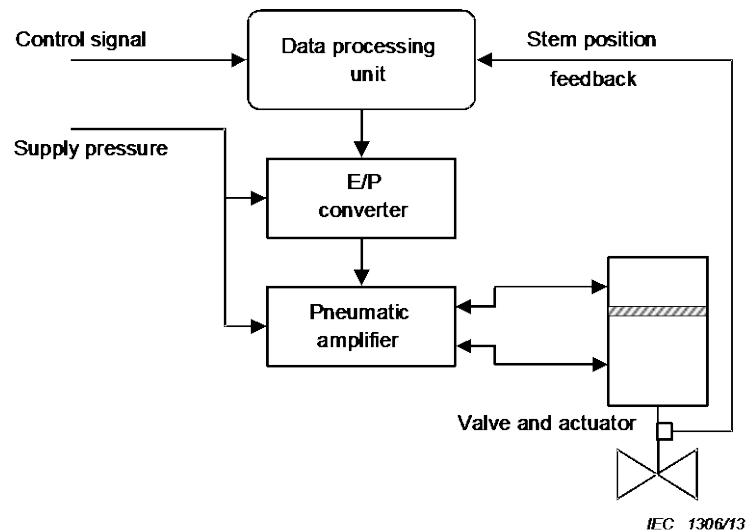 Control signal
Data processing
unit
Stem position
feedback
Supply pressure
E/P
converter
Pneumatic
amplifier
Valve and actuator
IEC 1306/13